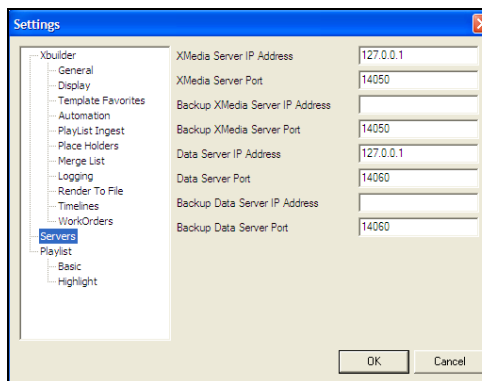 Settings
Xbuilder
General
Display
Template Favorites
Automation
PlayList Ingest
Place Holders
Merge List
Logging
Render To File
Timelines
WorkOrders
Servers
Playlist
Basic
Highlight
XMedia Server IP Address 127.0.0.1
XMedia Server Port 14050
Backup XMedia Server IP Address
Backup XMedia Server Port 14050
Data Server IP Address 127.0.0.1
Data Server Port 14060
Backup Data Server IP Address
Backup Data Server Port 14060
OK Cancel